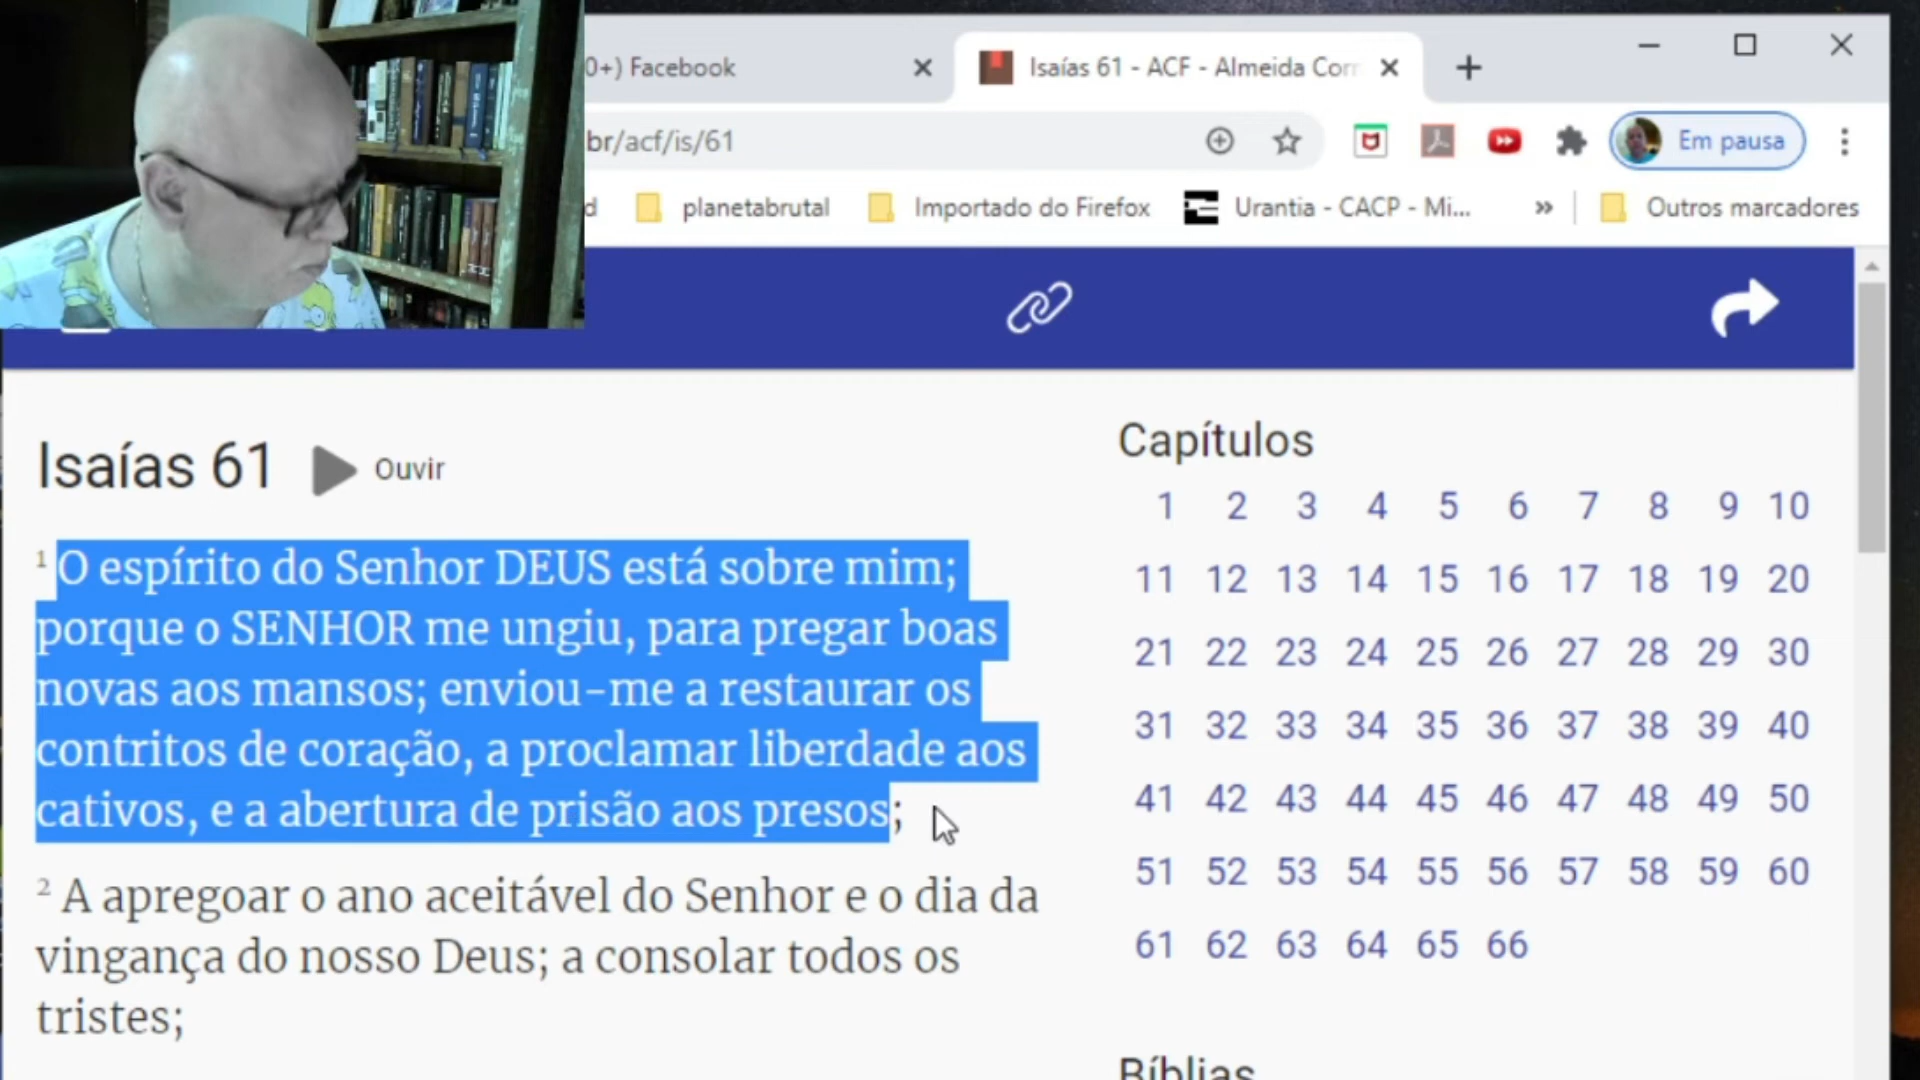 0+) Facebook
Isaías 61 - ACF - Almeida Corr
br/acf/is/61
Em pausa
d
planetabrutal
Importado do Firefox
Urantia - CACP - Mi...
»
Outros marcadores
Isaías 61
Ouvir
1 O espírito do Senhor DEUS está sobre mim;
porque o SENHOR me ungiu, para pregar boas
novas aos mansos; enviou-me a restaurar os
contritos de coração, a proclamar liberdade aos
cativos, e a abertura de prisão aos presos;
2 A apregoar o ano aceitável do Senhor e o dia da
vingança do nosso Deus; a consolar todos os
tristes;
Capítulos
1 2 3 4 5 6 7 8 9 10
11 12 13 14 15 16 17 18 19 20
21 22 23 24 25 26 27 28 29 30
31 32 33 34 35 36 37 38 39 40
41 42 43 44 45 46 47 48 49 50
51 52 53 54 55 56 57 58 59 60
61 62 63 64 65 66
Bíblias